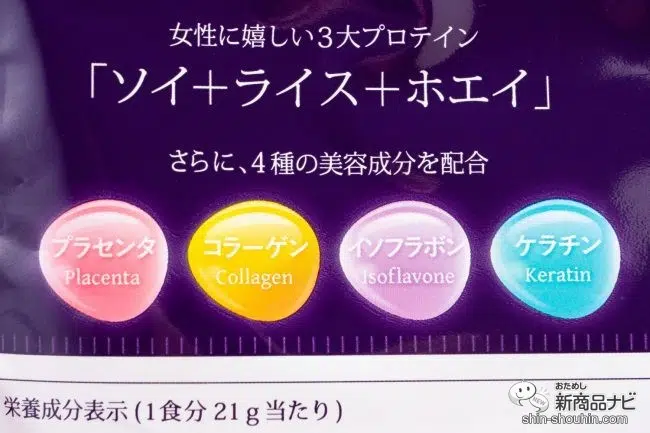 女性に嬉しい3大プロテイン
「ソイ＋ライス＋ホエイ」
さらに、4種の美容成分を配合
プラセンタ
Placenta
コラーゲン
Collagen
イソフラボン
Isoflavone
ケラチン
Keratin
栄養成分表示(1食分21g当たり)
おためし
新商品ナビ
shin-shouhin.com